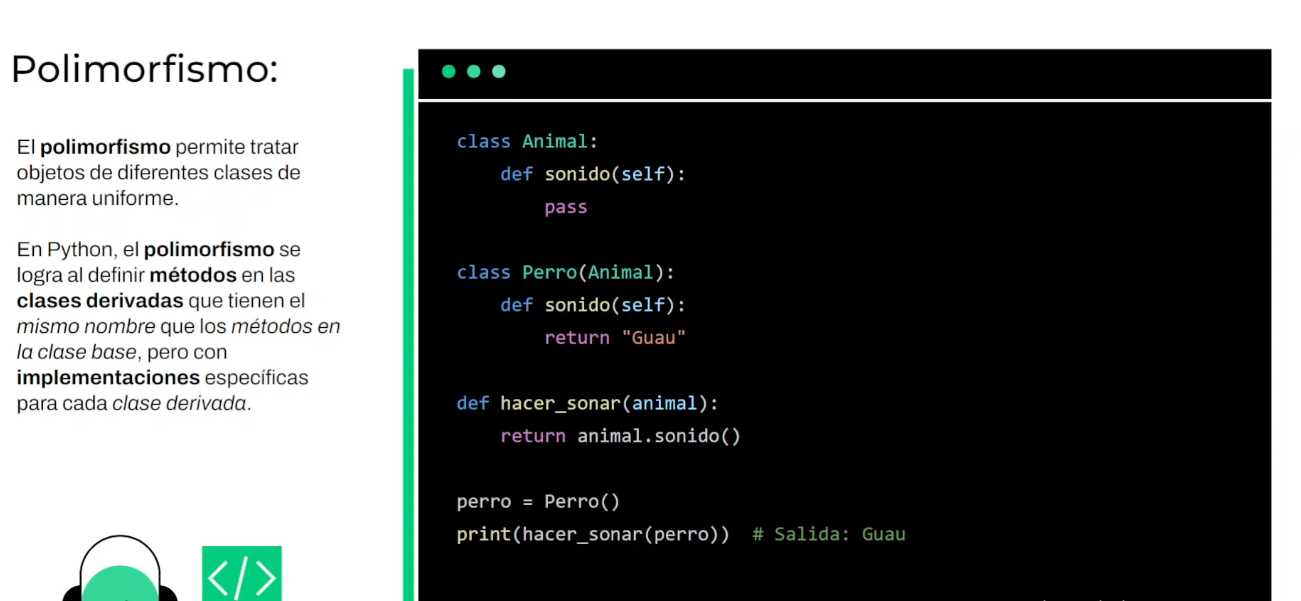 Polimorfismo:
El polimorfismo permite tratar
objetos de diferentes clases de
manera uniforme.
En Python, el polimorfismo se
logra al definir métodos en las
clases derivadas que tienen el
mismo nombre que los métodos en
la clase base, pero con
implementaciones específicas
para cada clase derivada.
class Animal:
    def sonido(self):
        pass
class Perro(Animal):
    def sonido(self):
        return "Guau"
def hacer_sonar(animal):
    return animal.sonido()
perro = Perro()
print(hacer_sonar(perro))  # Salida: Guau